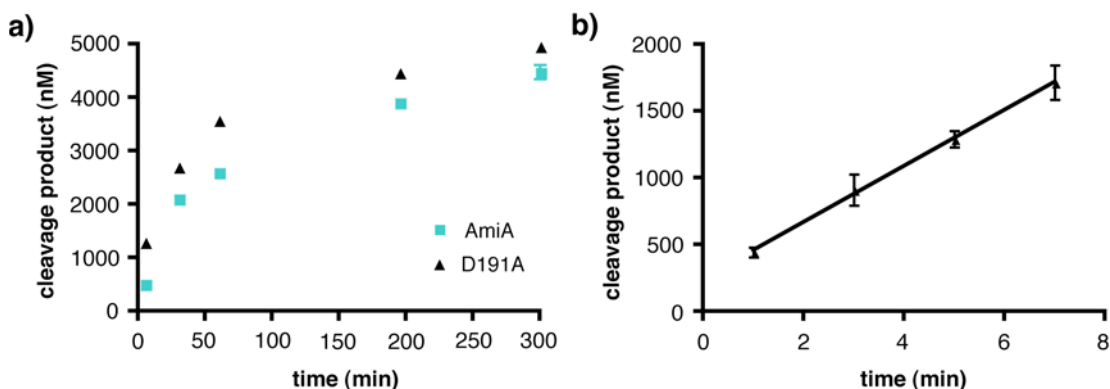 a)
cleavage product (nM)
5000
4000
3000
2000
1000
0
AmiA
D191A
0 50 100 150 200 250 300
time (min)
b)
cleavage product (nM)
2000
1500
1000
500
0
0 2 4 6 8
time (min)